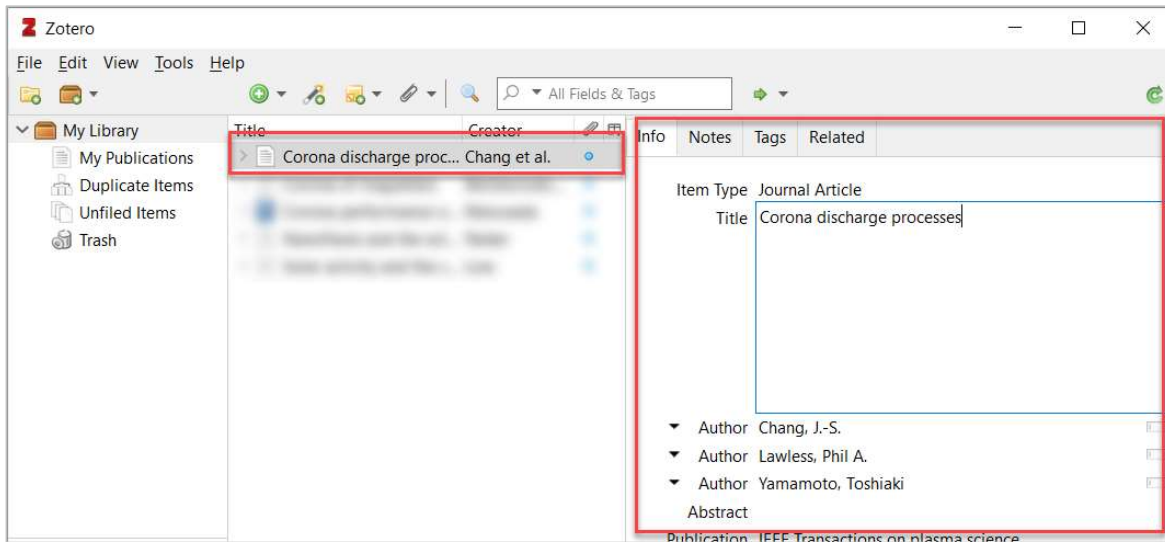 Zotero
File Edit View Tools Help
All Fields & Tags
My Library
My Publications
Duplicate Items
Unfiled Items
Trash
Title Creator
Corona discharge proc... Chang et al.
Info Notes Tags Related
Item Type Journal Article
Title Corona discharge processes
Author Chang, J.-S.
Author Lawless, Phil A.
Author Yamamoto, Toshiaki
Abstract
Publication IEEE Transactions on plasma science